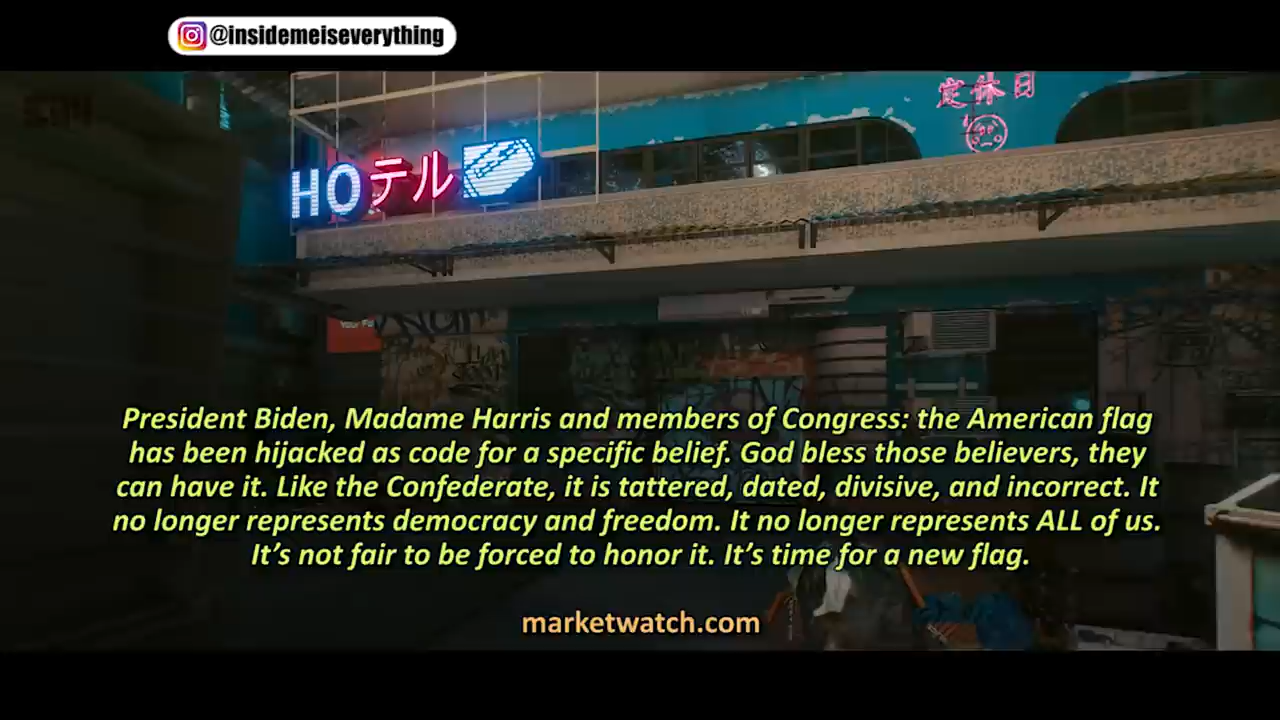 @insidemeiseverything
定休日
HOテル
President Biden, Madame Harris and members of Congress: the American flag
has been hijacked as code for a specific belief. God bless those believers, they
can have it. Like the Confederate, it is tattered, dated, divisive, and incorrect. It
no longer represents democracy and freedom. It no longer represents ALL of us.
It's not fair to be forced to honor it. It's time for a new flag.
marketwatch.com